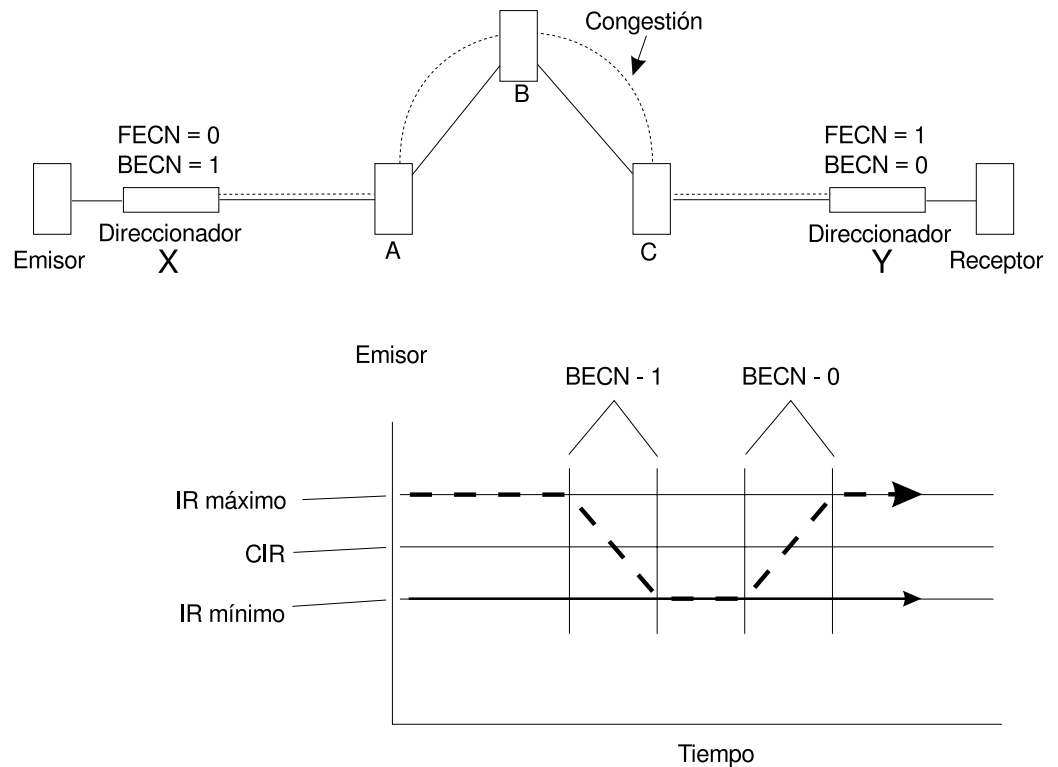 Congestión
B
FECN = 0
BECN = 1
FECN = 1
BECN = 0
Direccionador
X
Emisor
A
C
Direccionador
Y
Receptor
Emisor
BECN - 1
BECN - 0
IR máximo
CIR
IR mínimo
Tiempo